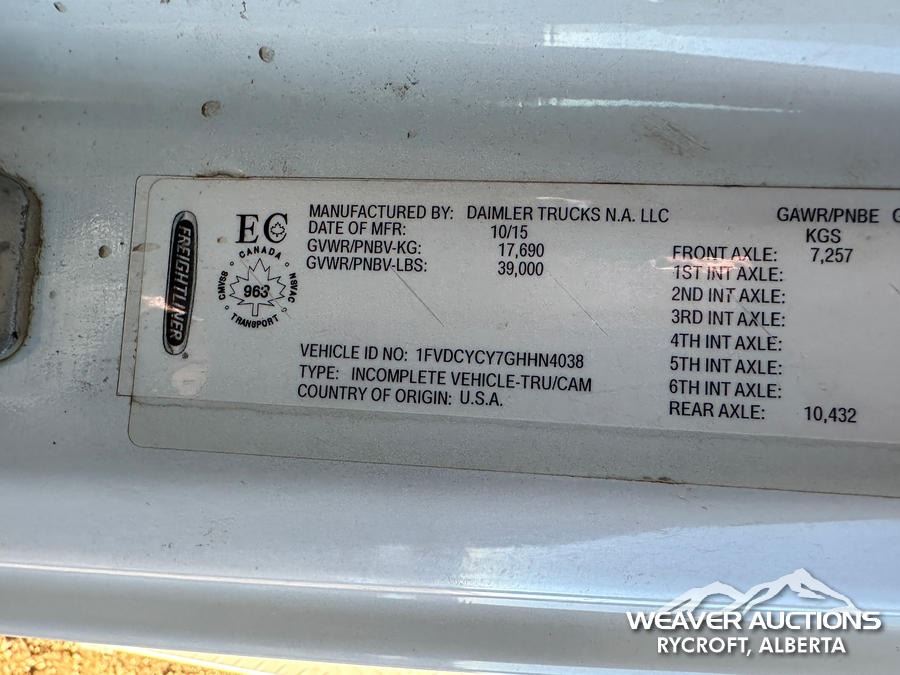 FREIGHTLINER®
EC
CANADA
CMVSS
NSVAC
963
TRANSPORT
MANUFACTURED BY: DAIMLER TRUCKS N.A. LLC
DATE OF MFR: 10/15
GVWR/PNBV-KG: 17,690
GVWR/PNBV-LBS: 39,000
VEHICLE ID NO: 1FVDCYCY7GHHN4038
TYPE: INCOMPLETE VEHICLE-TRU/CAM
COUNTRY OF ORIGIN: U.S.A.
GAWR/PNBE
KGS
FRONT AXLE: 7,257
1ST INT AXLE:
2ND INT AXLE:
3RD INT AXLE:
4TH INT AXLE:
5TH INT AXLE:
6TH INT AXLE:
REAR AXLE: 10,432
WEAVER AUCTIONS
RYCROFT, ALBERTA